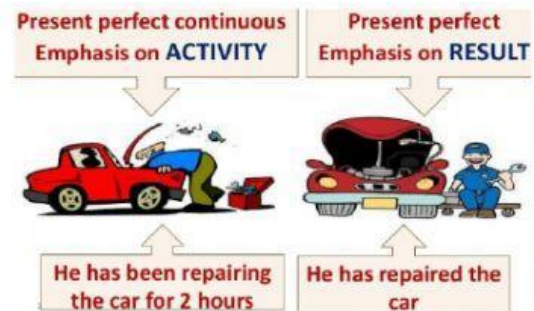 Present perfect continuous
Emphasis on ACTIVITY
Present perfect
Emphasis on RESULT
He has been repairing
the car for 2 hours
He has repaired the
car